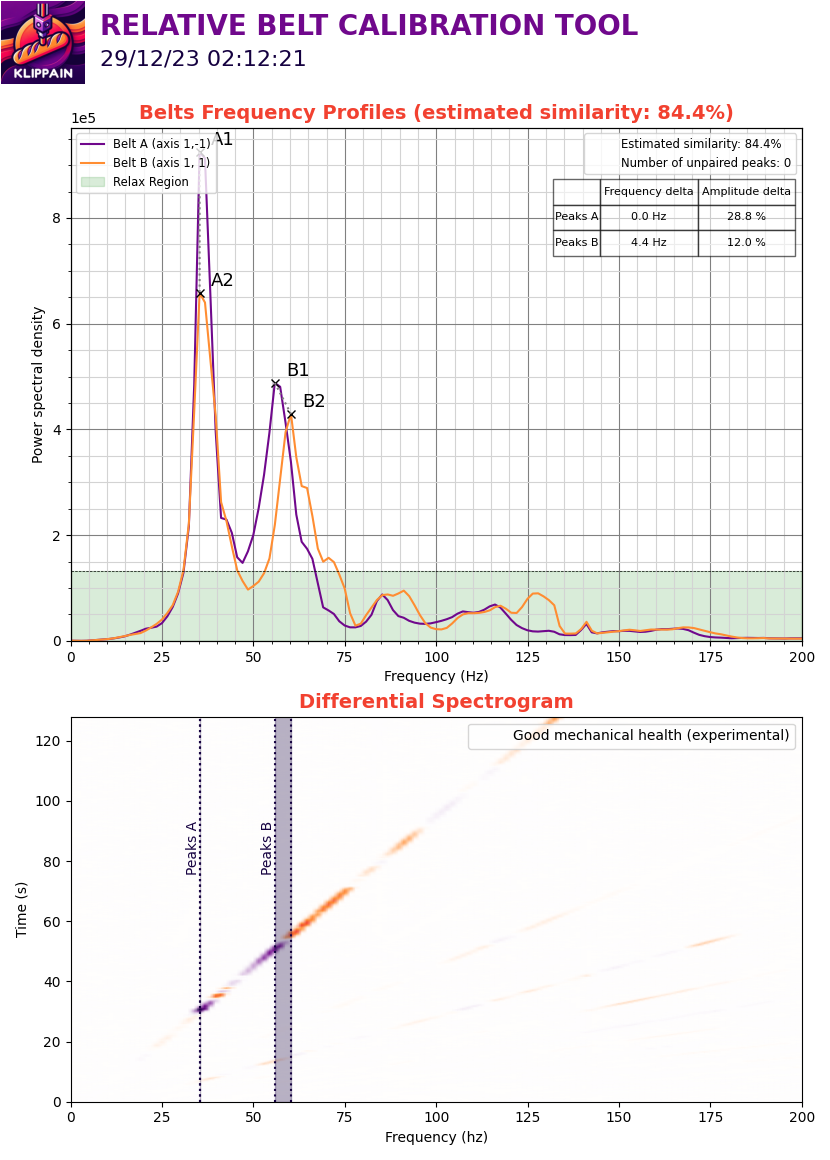 RELATIVE BELT CALIBRATION TOOL
29/12/23 02:12:21
KLIPPAIN
Belts Frequency Profiles (estimated similarity: 84.4%)
1e5
Belt A (axis 1,-1)
Belt B (axis 1, 1)
Relax Region
A1
A2
B1
B2
Estimated similarity: 84.4%
Number of unpaired peaks: 0
Frequency delta Amplitude delta
Peaks A 0.0 Hz 28.8 %
Peaks B 4.4 Hz 12.0 %
Power spectral density
8
6
4
2
0
0 25 50 75 100 125 150 175 200
Frequency (Hz)
Differential Spectrogram
Good mechanical health (experimental)
Peaks A
Peaks B
Time (s)
120
100
80
60
40
20
0
0 25 50 75 100 125 150 175 200
Frequency (hz)